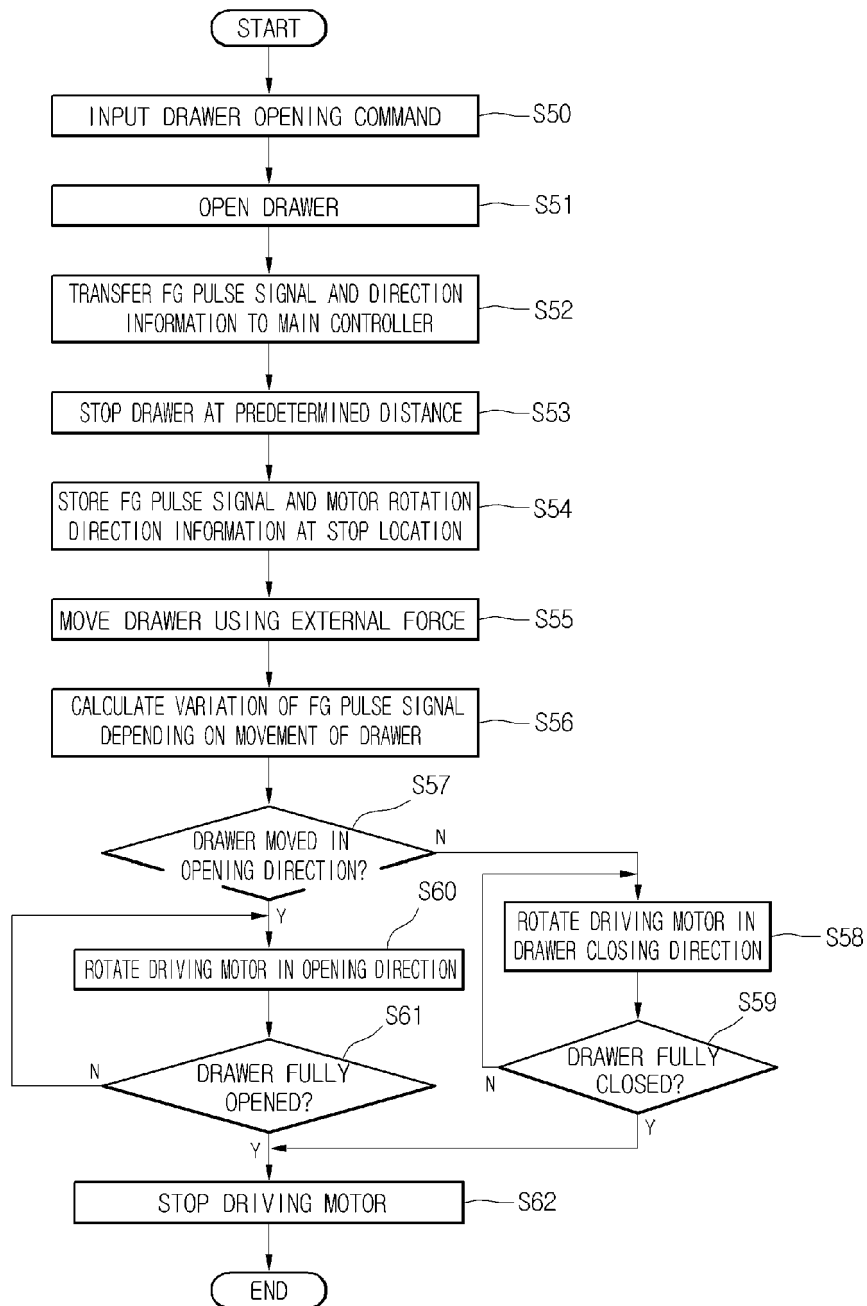 START
INPUT DRAWER OPENING COMMAND
S50
OPEN DRAWER
S51
TRANSFER FG PULSE SIGNAL AND DIRECTION
INFORMATION TO MAIN CONTROLLER
S52
STOP DRAWER AT PREDETERMINED DISTANCE
S53
STORE FG PULSE SIGNAL AND MOTOR ROTATION
DIRECTION INFORMATION AT STOP LOCATION
S54
MOVE DRAWER USING EXTERNAL FORCE
S55
CALCULATE VARIATION OF FG PULSE SIGNAL
DEPENDING ON MOVEMENT OF DRAWER
S56
S57
DRAWER MOVED IN
OPENING DIRECTION?
N
Y
S60
ROTATE DRIVING MOTOR IN OPENING DIRECTION
ROTATE DRIVING MOTOR IN
DRAWER CLOSING DIRECTION
S58
S61
DRAWER FULLY
OPENED?
N
Y
S59
DRAWER FULLY
CLOSED?
N
Y
STOP DRIVING MOTOR
S62
END